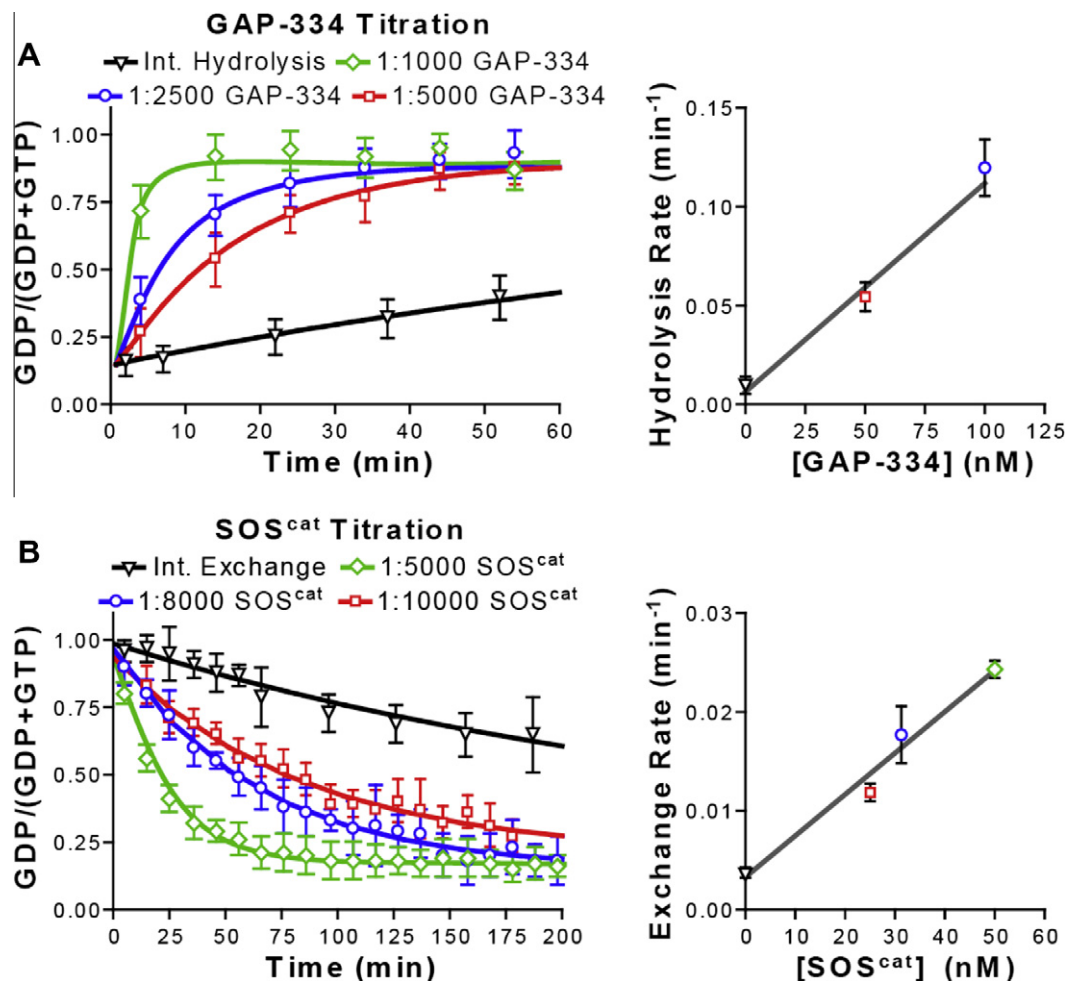 A
GAP-334 Titration
Int. Hydrolysis 1:1000 GAP-334
1:2500 GAP-334 1:5000 GAP-334
GDP/(GDP+GTP)
1.00
0.75
0.50
0.25
0.00
0 10 20 30 40 50 60
Time (min)
Hydrolysis Rate (min⁻¹)
0.15
0.10
0.05
0.00
0 25 50 75 100 125
[GAP-334] (nM)
B
SOSᶜᵃᵗ Titration
Int. Exchange 1:5000 SOSᶜᵃᵗ
1:8000 SOSᶜᵃᵗ 1:10000 SOSᶜᵃᵗ
GDP/(GDP+GTP)
1.00
0.75
0.50
0.25
0.00
0 25 50 75 100 125 150 175 200
Time (min)
Exchange Rate (min⁻¹)
0.03
0.02
0.01
0.00
0 10 20 30 40 50 60
[SOSᶜᵃᵗ] (nM)